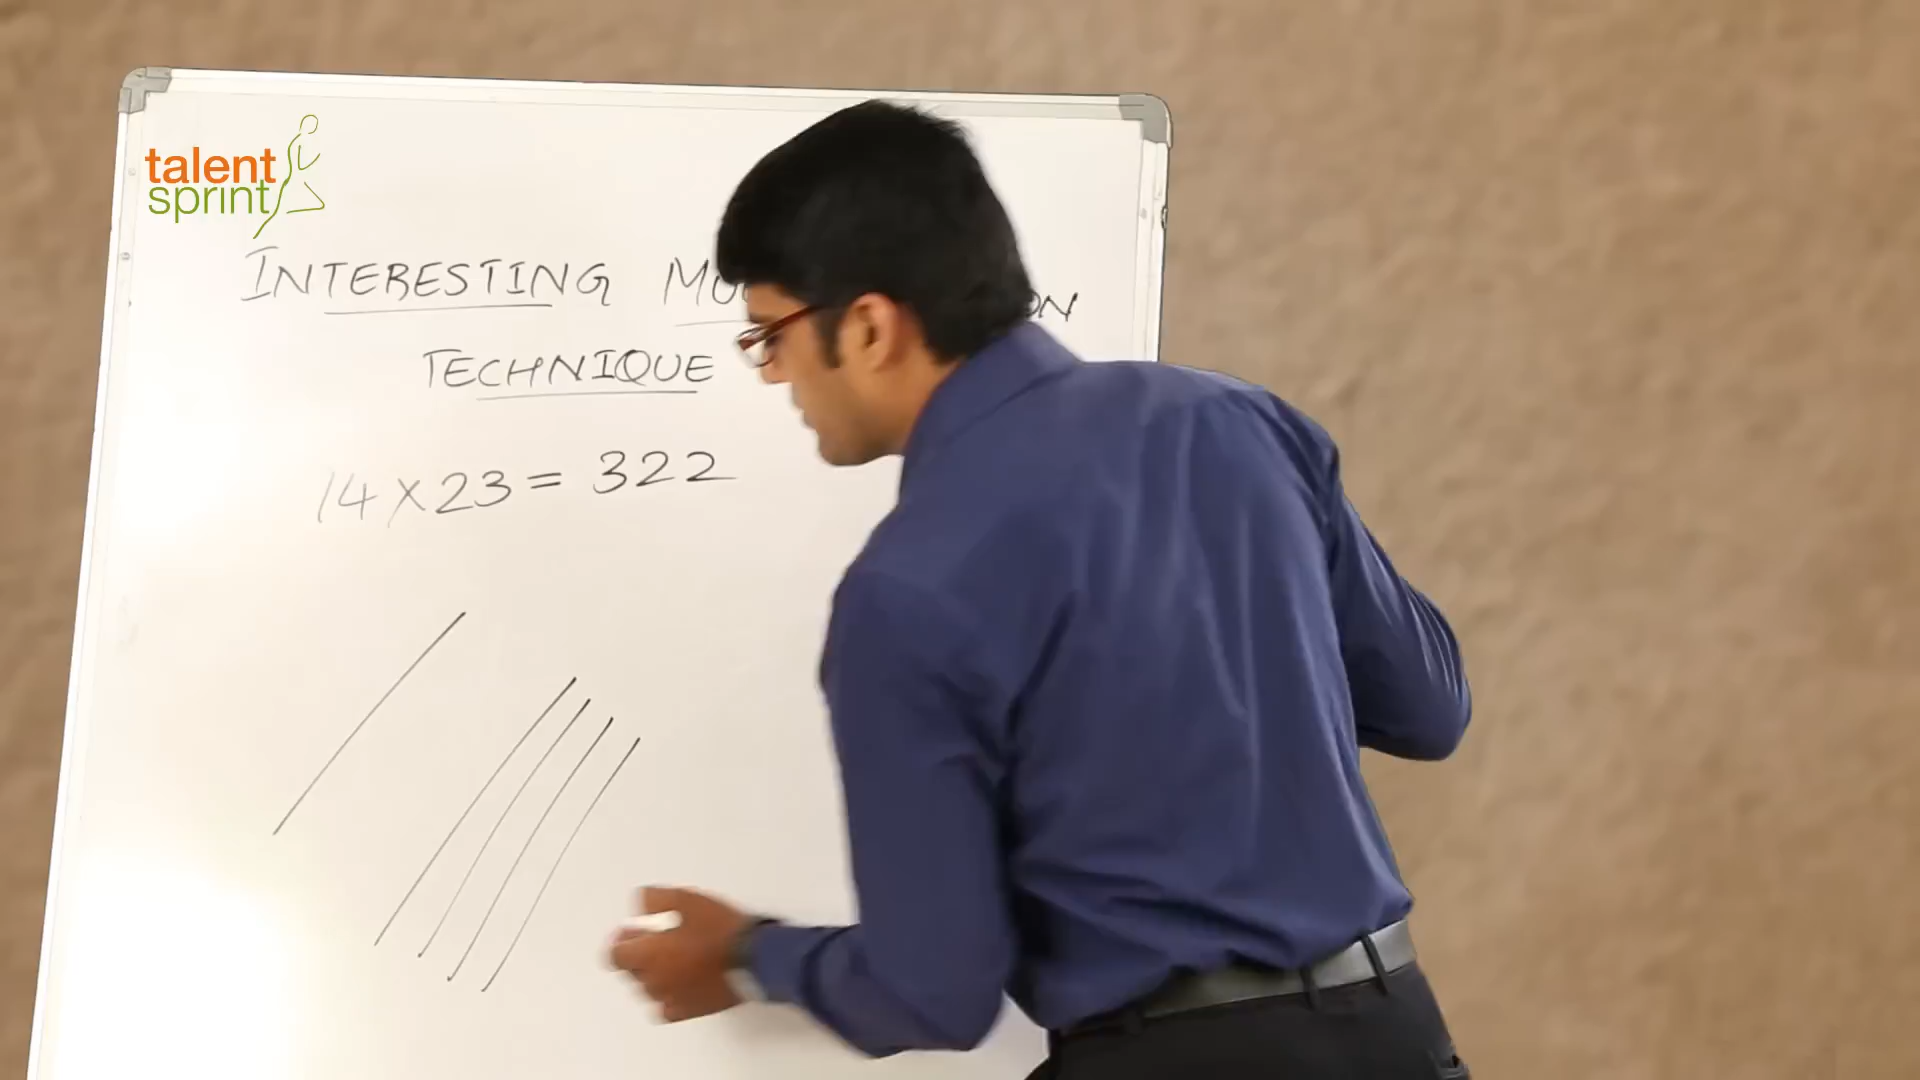 talent
sprint
INTERESTING
TECHNIQUE
14 × 23 = 322